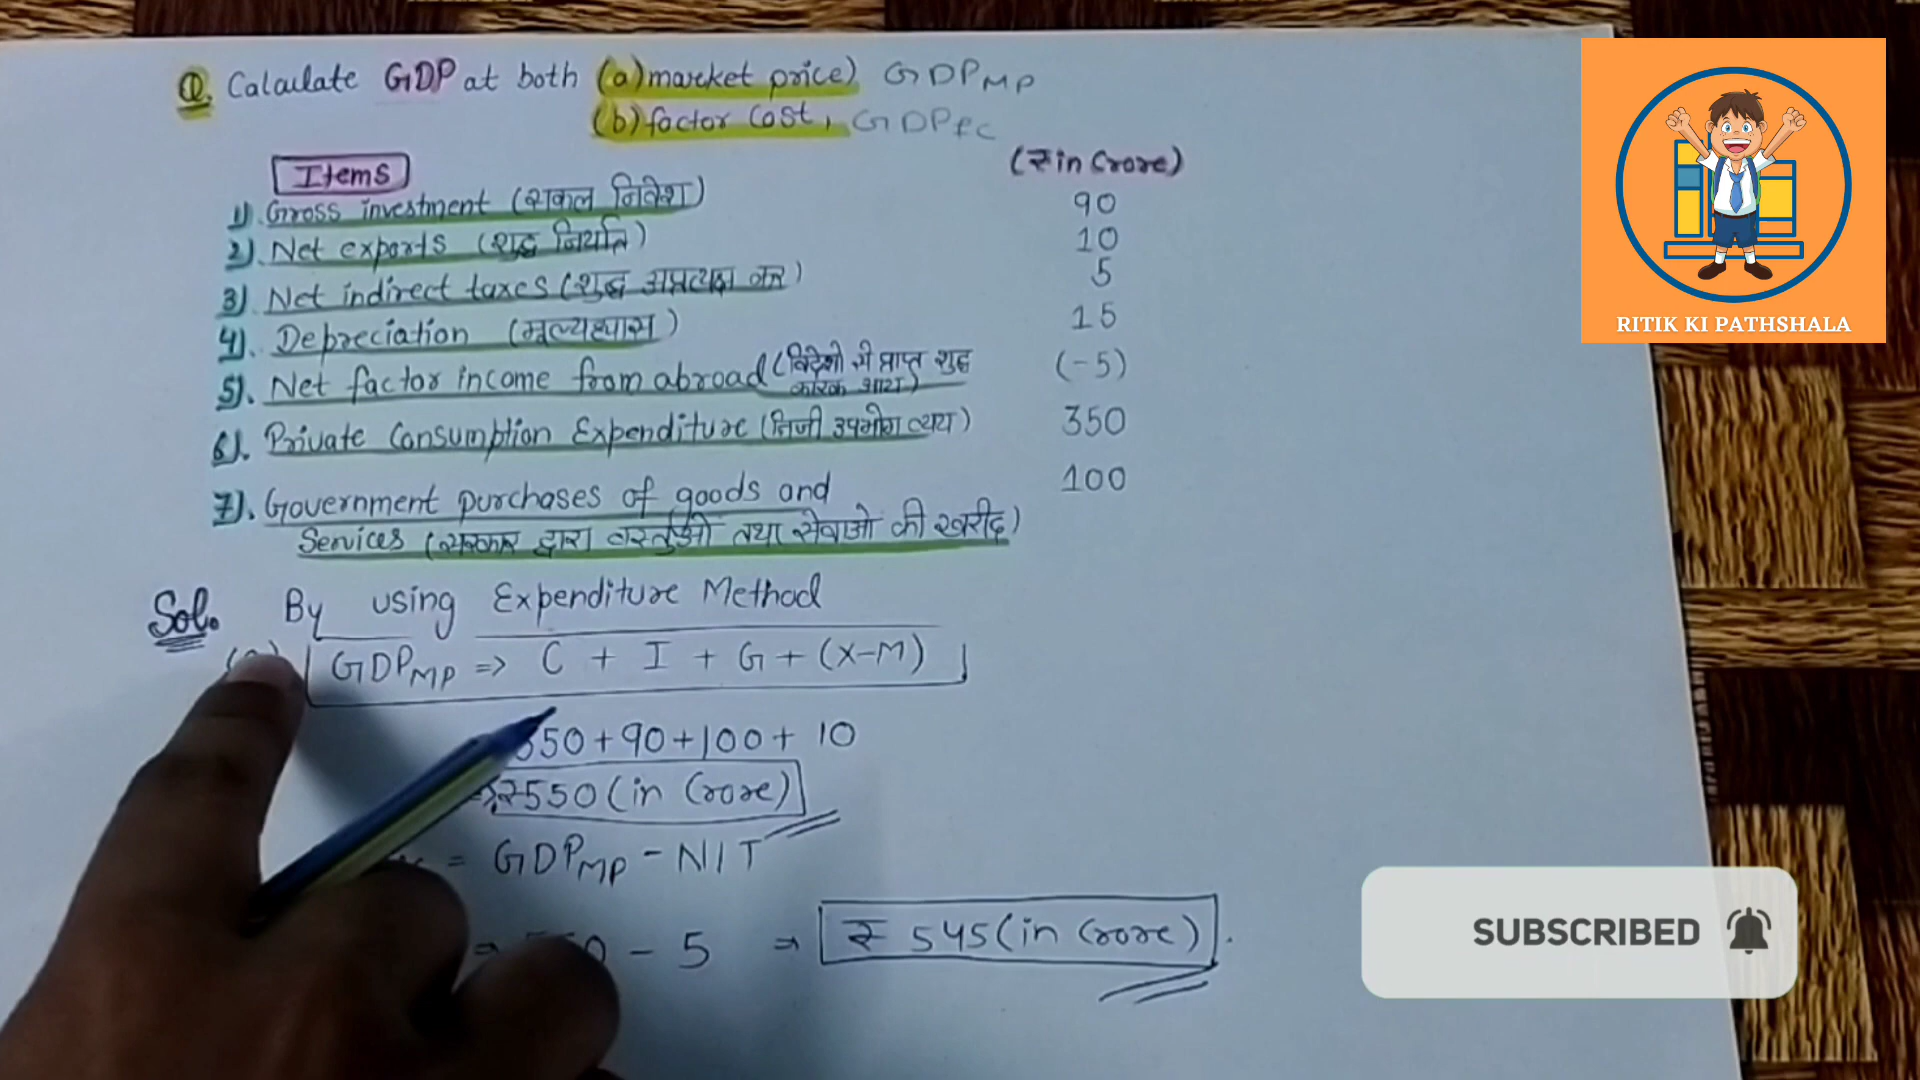 Q. Calculate GDP at both (a) market price) GDPMP
(b) factor Cost, GDPFC
Items (₹ in Crore)
1). Gross investment (सकल निवेश) 90
2). Net exports (शुद्ध निर्यात) 10
3). Net indirect taxes (शुद्ध अप्रत्यक्ष कर) 5
4). Depreciation (मूल्यह्रास) 15
5). Net factor income from abroad (विदेशो से प्राप्त शुद्ध कारक आय) (-5)
6). Private Consumption Expenditure (निजी उपभोग व्यय) 350
7). Government purchases of goods and 100
Services (सरकार द्वारा वस्तुओ तथा सेवाओ की खरीद)
Sol. By using Expenditure Method
GDPMP => C + I + G + (X-M)
350+90+100+ 10
₹550 (in Crore)
= GDPMP - NIT
- 5 => ₹ 545 (in Crore).
RITIK KI PATHSHALA
SUBSCRIBED